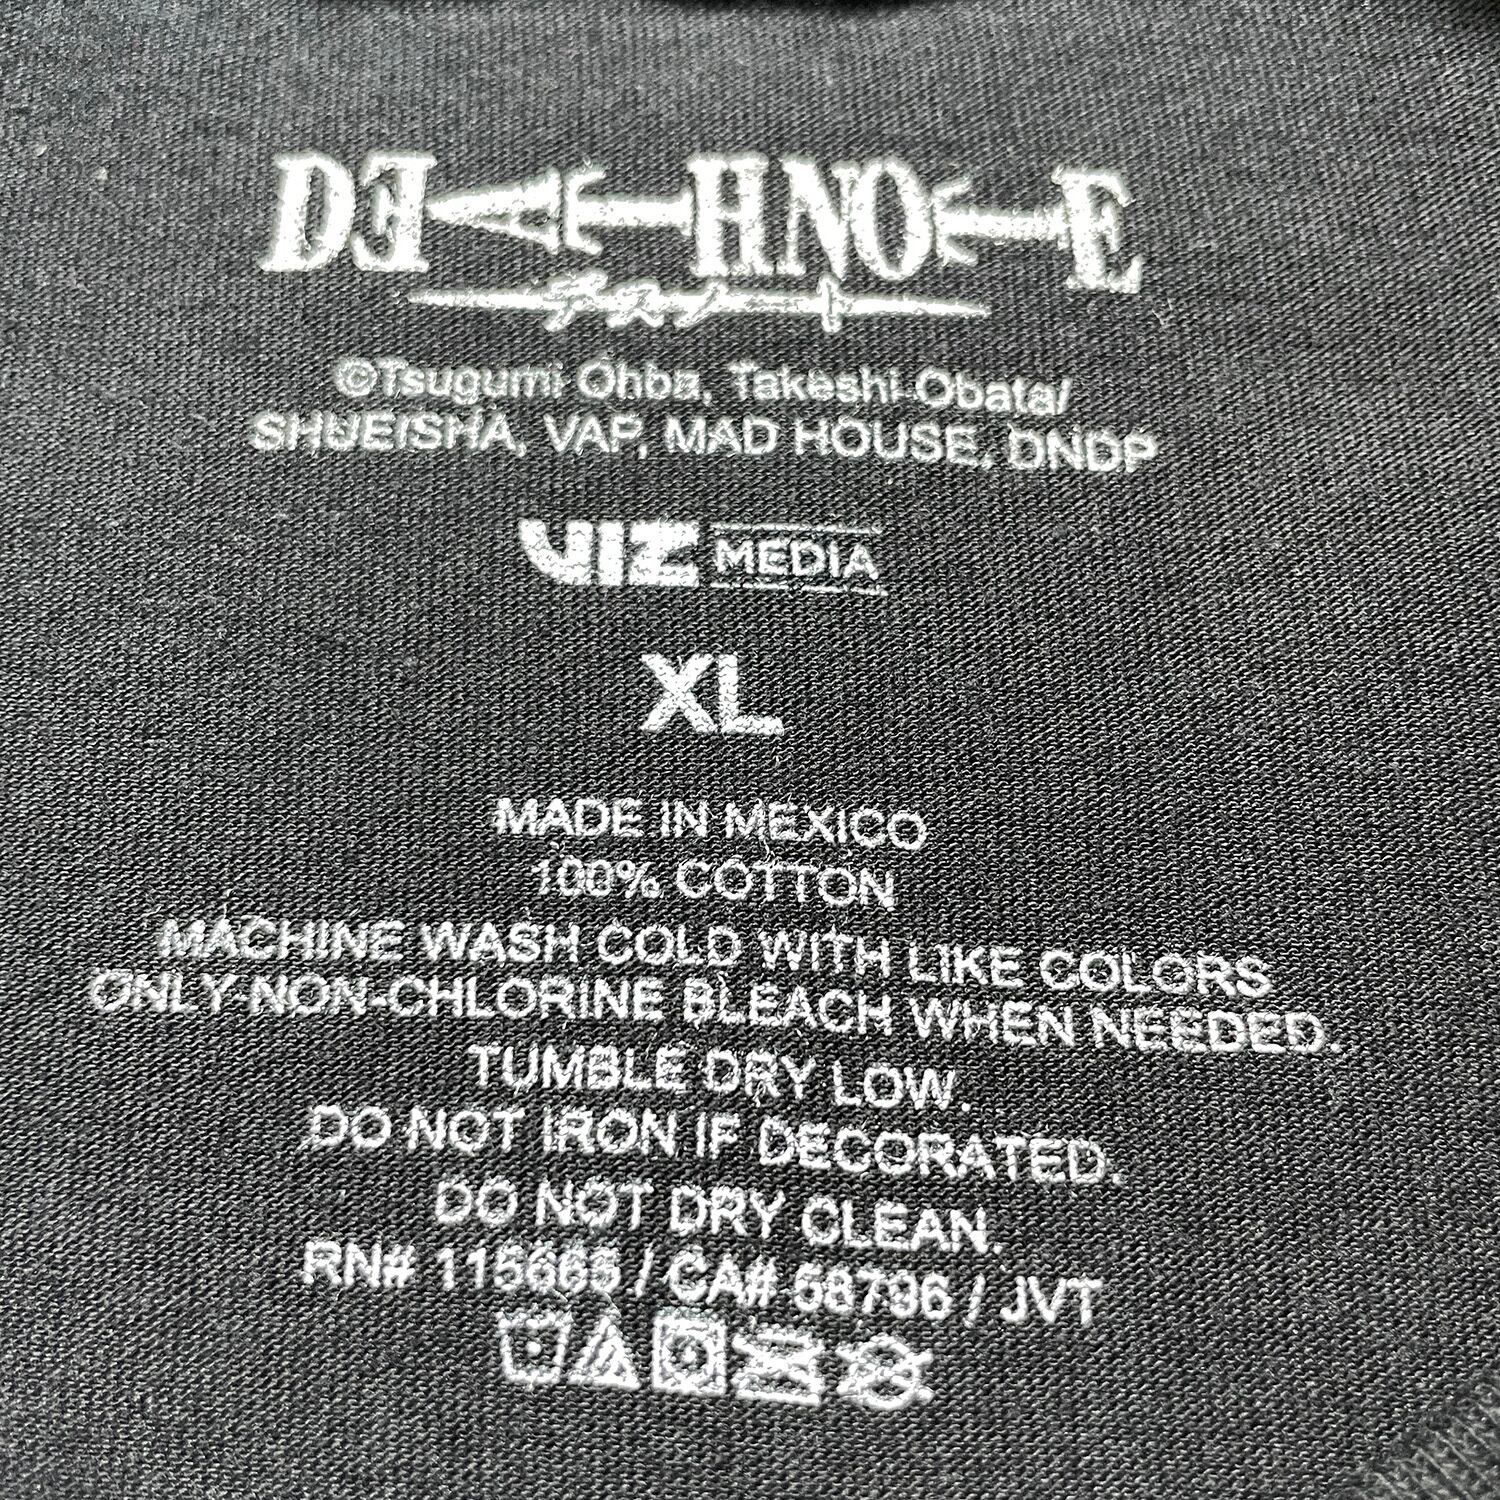 DEATH NOTE
デスノート
©Tsugumi Ohba, Takeshi Obata/
SHUEISHA, VAP, MAD HOUSE, DNDP
VIZ MEDIA
XL
MADE IN MEXICO
100% COTTON
MACHINE WASH COLD WITH LIKE COLORS
ONLY NON-CHLORINE BLEACH WHEN NEEDED.
TUMBLE DRY LOW.
DO NOT IRON IF DECORATED.
DO NOT DRY CLEAN.
RN# 115665 / CA# 58796 / JVT